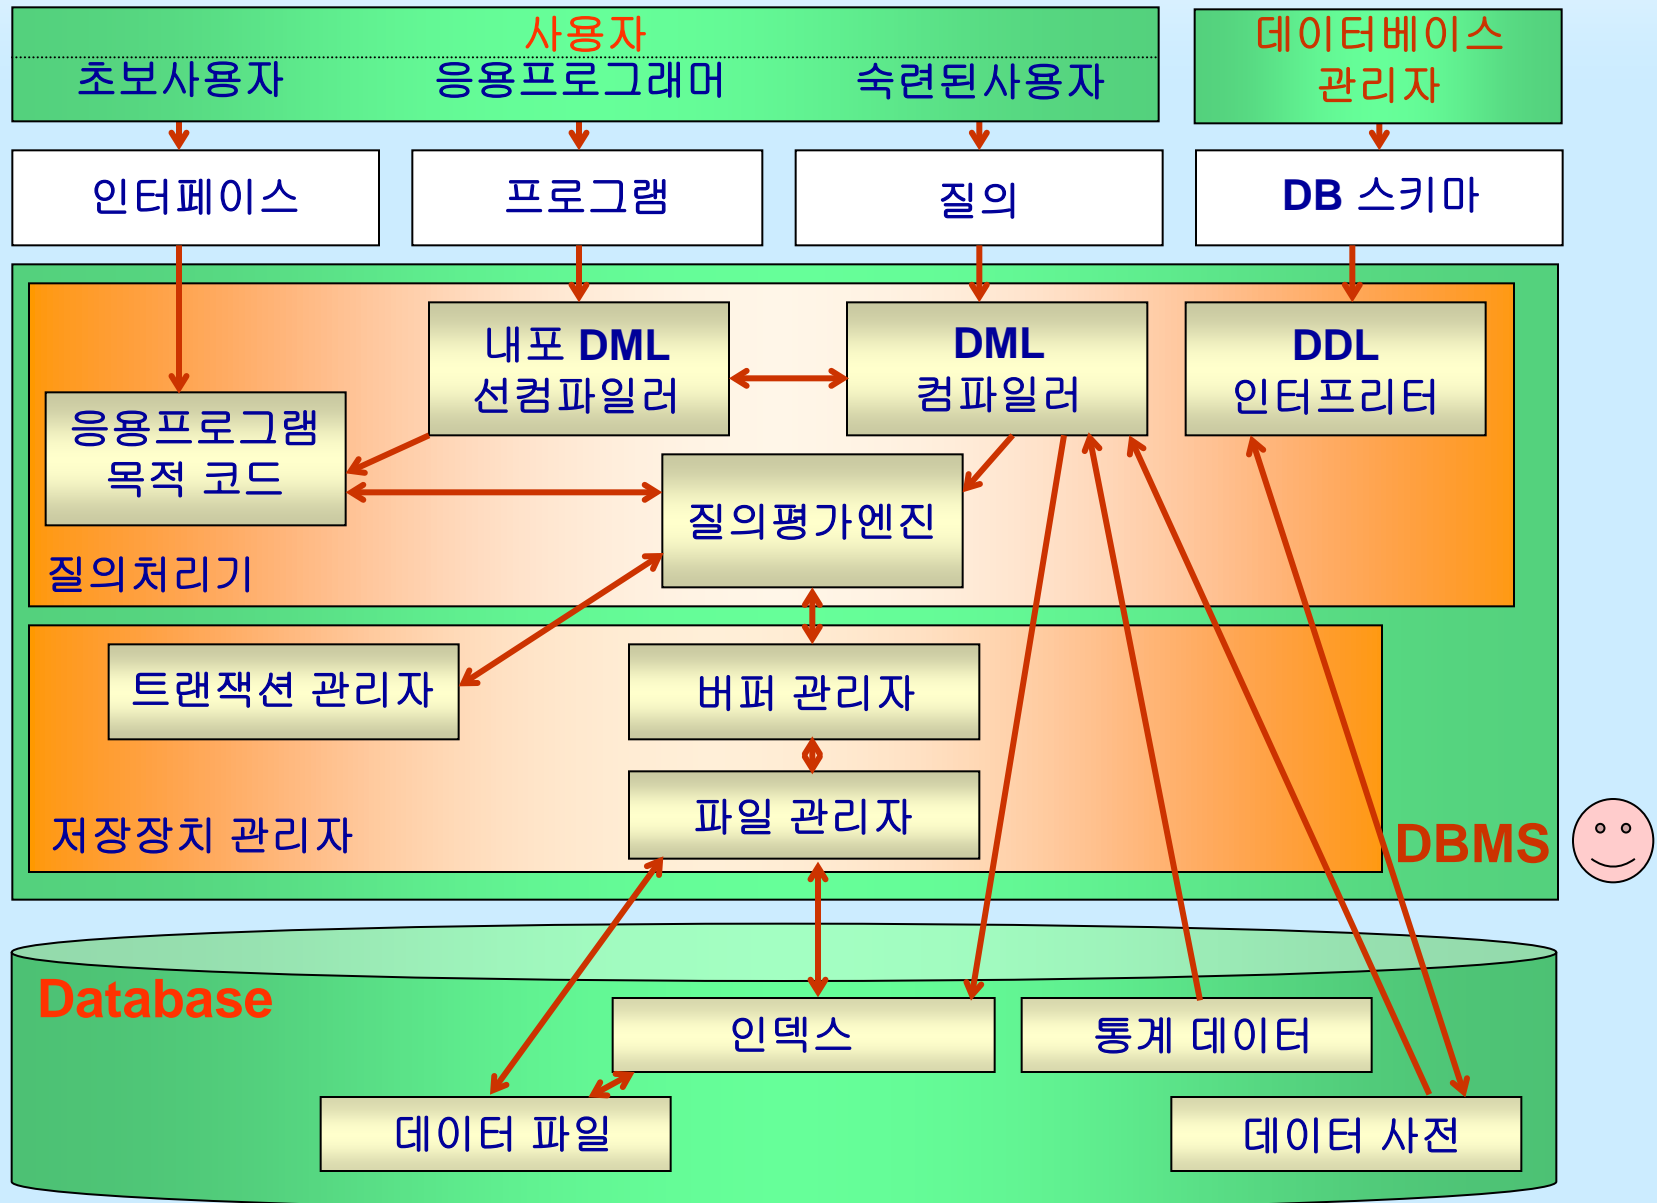 사용자
초보사용자
응용프로그래머
숙련된사용자
데이터베이스
관리자
인터페이스
프로그램
질의
DB 스키마
내포 DML
선컴파일러
DML
컴파일러
DDL
인터프리터
응용프로그램
목적 코드
질의평가엔진
질의처리기
트랜잭션 관리자
버퍼 관리자
파일 관리자
저장장치 관리자
DBMS
Database
인덱스
통계 데이터
데이터 파일
데이터 사전